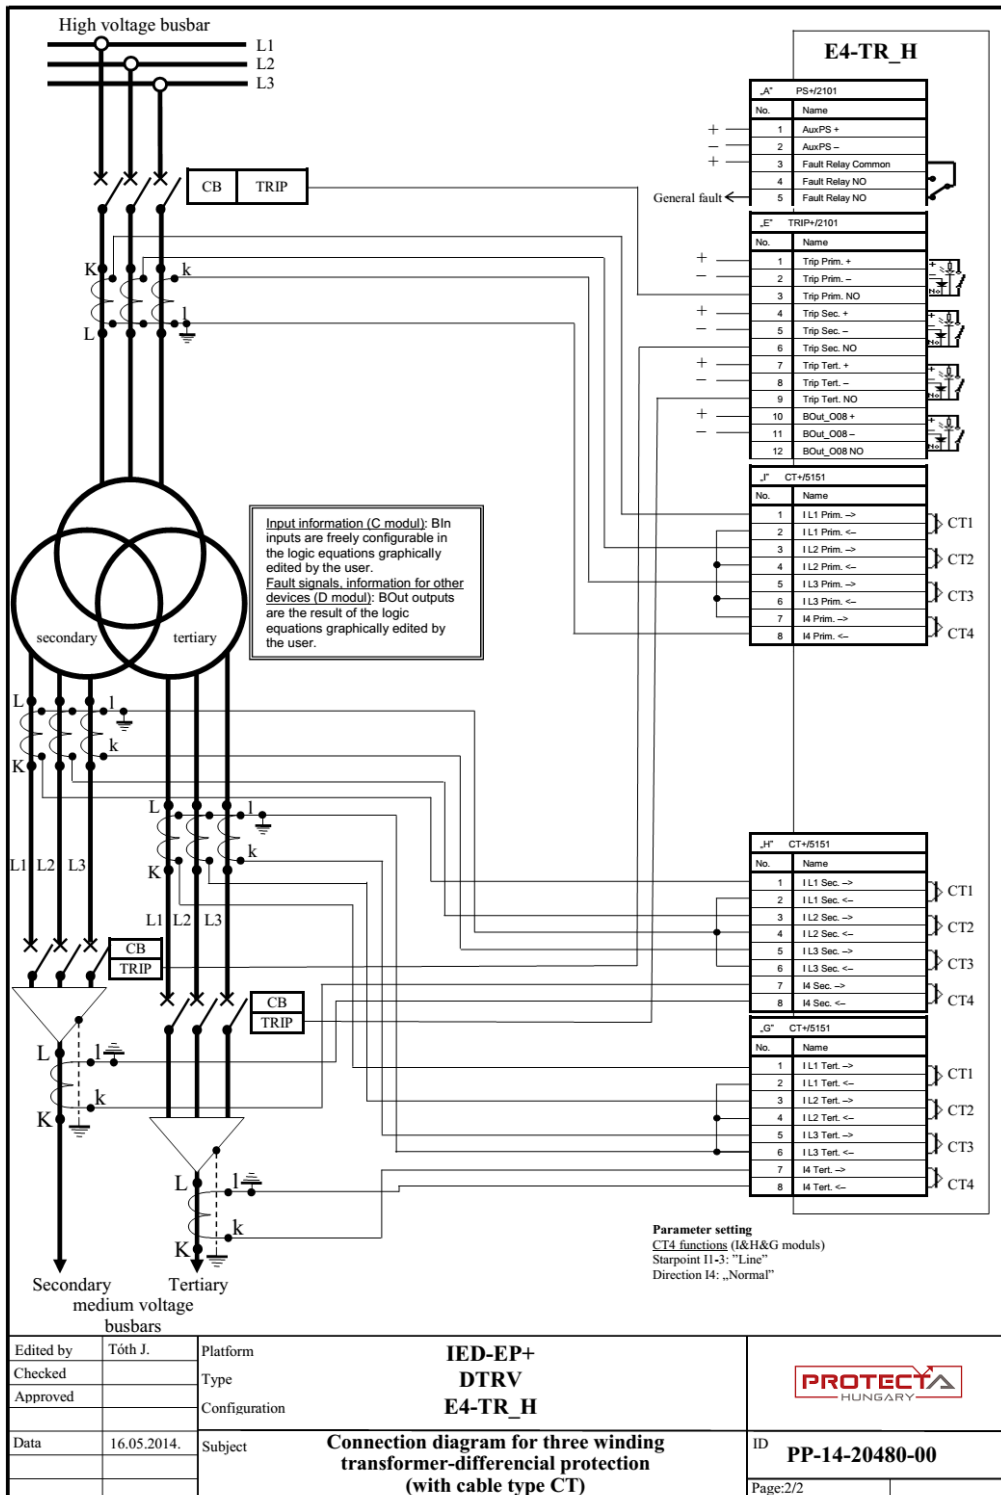 High voltage busbar
L1
L2
L3
E4-TR_H
CB TRIP
„A” PS+/2101
No. Name
+ 1 AuxPS +
– 2 AuxPS –
+ 3 Fault Relay Common
4 Fault Relay NO
General fault 5 Fault Relay NO
„E” TRIP+/2101
No. Name
+ 1 Trip Prim. +
– 2 Trip Prim. –
3 Trip Prim. NO
+ 4 Trip Sec. +
– 5 Trip Sec. –
6 Trip Sec. NO
+ 7 Trip Tert. +
– 8 Trip Tert. –
9 Trip Tert. NO
+ 10 BOut_O08 +
– 11 BOut_O08 –
12 BOut_O08 NO
K k
L l
„I” CT+/5151
No. Name
1 I L1 Prim. –>
2 I L1 Prim. <–
3 I L2 Prim. –>
4 I L2 Prim. <–
5 I L3 Prim. –>
6 I L3 Prim. <–
7 I4 Prim. –>
8 I4 Prim. <–
CT1
CT2
CT3
CT4
Input information (C modul): BIn
inputs are freely configurable in
the logic equations graphically
edited by the user.
Fault signals, information for other
devices (D modul): BOut outputs
are the result of the logic
equations graphically edited by
the user.
secondary tertiary
L l
K k
L l
K k
L1 L2 L3
L1 L2 L3
CB
TRIP
CB
TRIP
„H” CT+/5151
No. Name
1 I L1 Sec. –>
2 I L1 Sec. <–
3 I L2 Sec. –>
4 I L2 Sec. <–
5 I L3 Sec. –>
6 I L3 Sec. <–
7 I4 Sec. –>
8 I4 Sec. <–
CT1
CT2
CT3
CT4
„G” CT+/5151
No. Name
1 I L1 Tert. –>
2 I L1 Tert. <–
3 I L2 Tert. –>
4 I L2 Tert. <–
5 I L3 Tert. –>
6 I L3 Tert. <–
7 I4 Tert. –>
8 I4 Tert. <–
CT1
CT2
CT3
CT4
L l
K k
L l
K k
Secondary Tertiary
medium voltage
busbars
Parameter setting
CT4 functions (I&H&G moduls)
Starpoint I1-3: ”Line”
Direction I4: „Normal”
Edited by Tóth J.
Checked
Approved
Data 16.05.2014.
Platform IED-EP+
Type DTRV
Configuration E4-TR_H
Subject Connection diagram for three winding
transformer-differencial protection
(with cable type CT)
PROTECTA
HUNGARY
ID PP-14-20480-00
Page:2/2